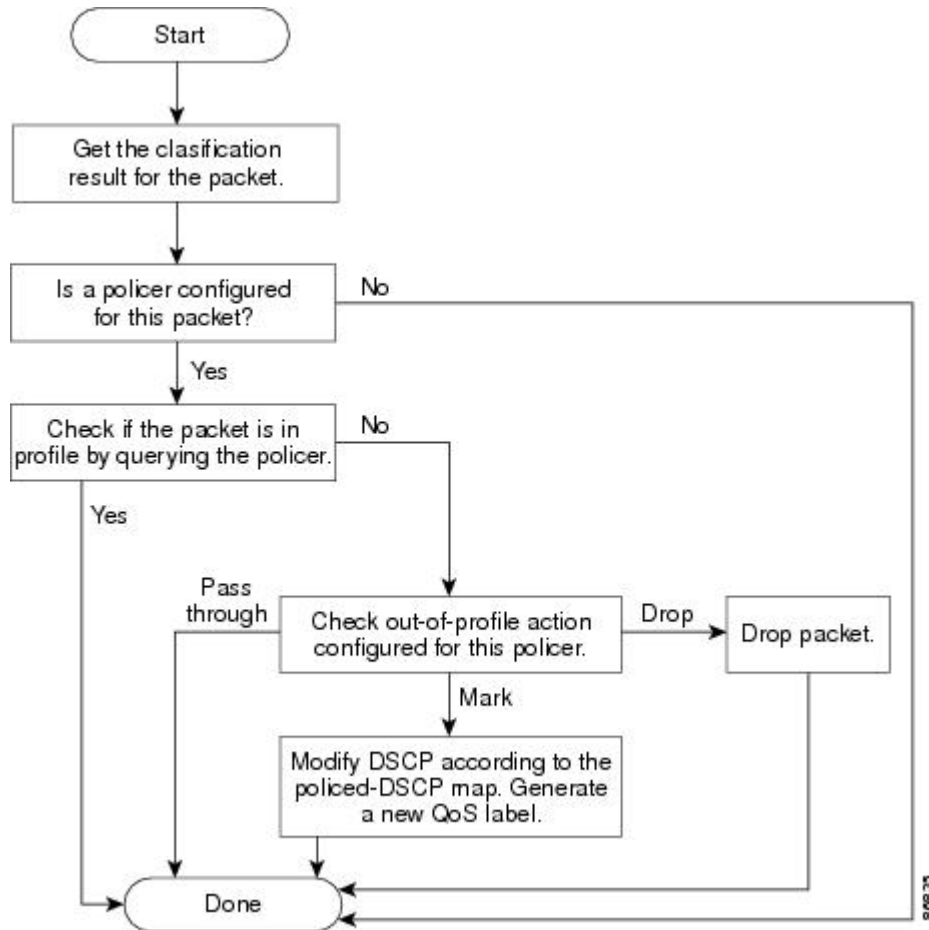 Start
Get the clasification
result for the packet.
Is a policer configured
for this packet?
No
Yes
Check if the packet is in
profile by querying the policer.
No
Yes
Pass
through
Check out-of-profile action
configured for this policer.
Drop
Drop packet.
Mark
Modify DSCP according to the
policed-DSCP map. Generate
a new QoS label.
Done
86835